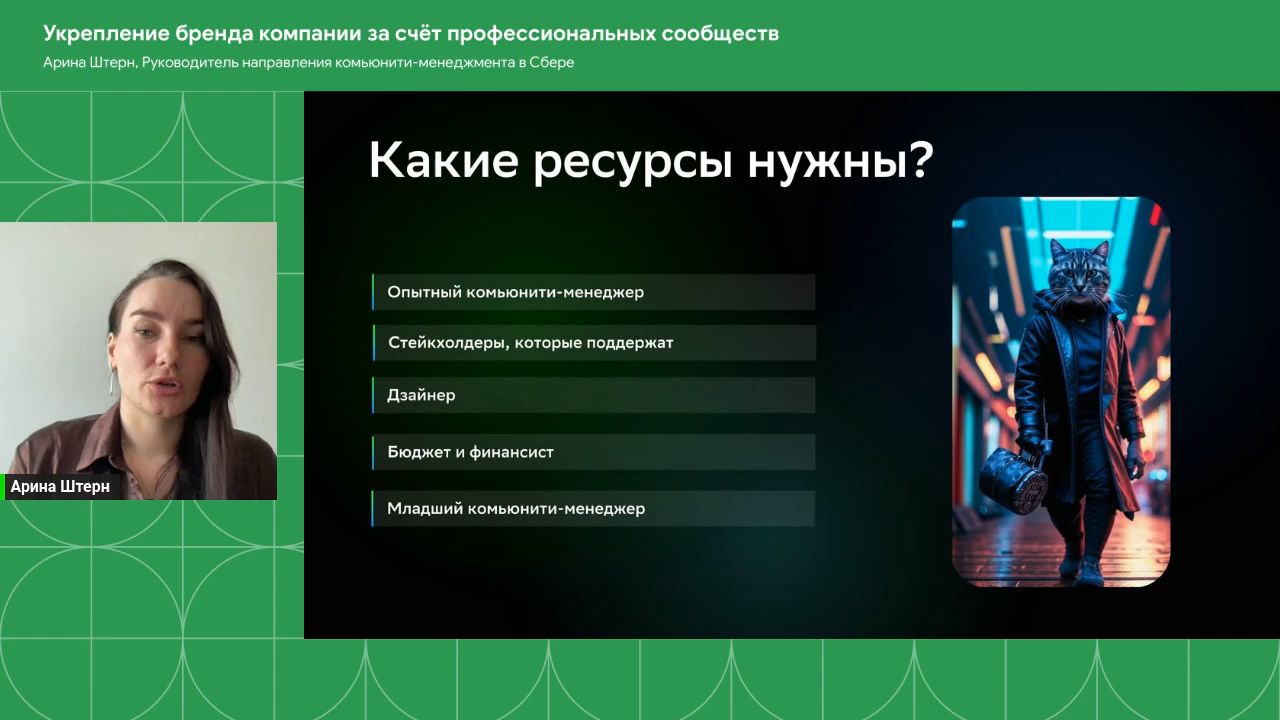 Укрепление бренда компании за счёт профессиональных сообществ
Арина Штерн, Руководитель направления комьюнити-менеджмента в Сбере
Какие ресурсы нужны?
Опытный комьюнити-менеджер
Стейкхолдеры, которые поддержат
Дзайнер
Бюджет и финансист
Младший комьюнити-менеджер
Арина Штерн